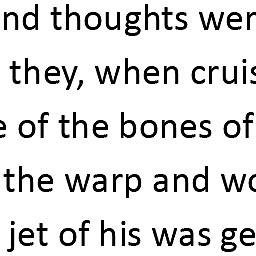 nd thoughts wer
they, when cruis
e of the bones of
the warp and wo
jet of his was ge